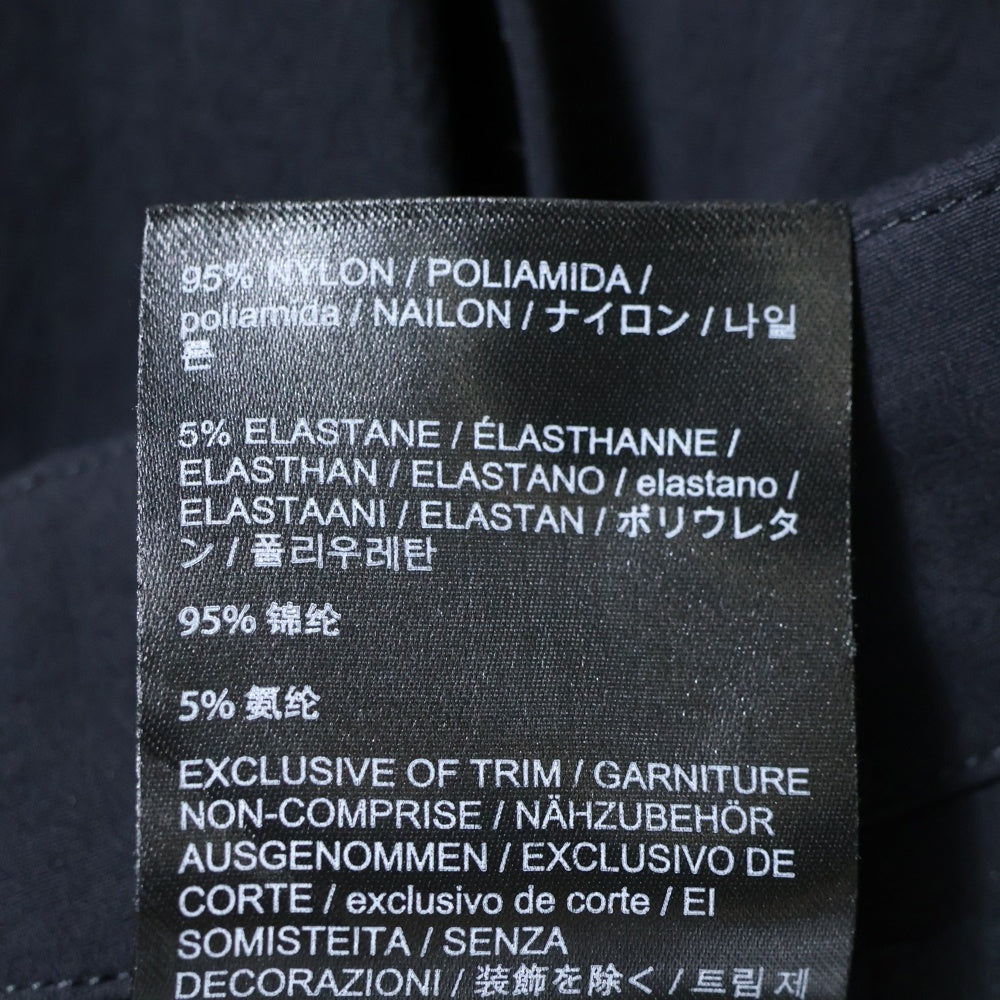 95% NYLON / POLIAMIDA /
poliamida / NAILON / ナイロン / 나일
론
5% ELASTANE / ÉLASTHANNE /
ELASTHAN / ELASTANO / elastano /
ELASTAANI / ELASTAN / ポリウレタ
ン / 폴리우레탄
95% 锦纶
5% 氨纶
EXCLUSIVE OF TRIM / GARNITURE
NON-COMPRISE / NÄHZUBEHÖR
AUSGENOMMEN / EXCLUSIVO DE
CORTE / exclusivo de corte / EI
SOMISTEITA / SENZA
DECORAZIONI / 装飾を除く / 트림 제